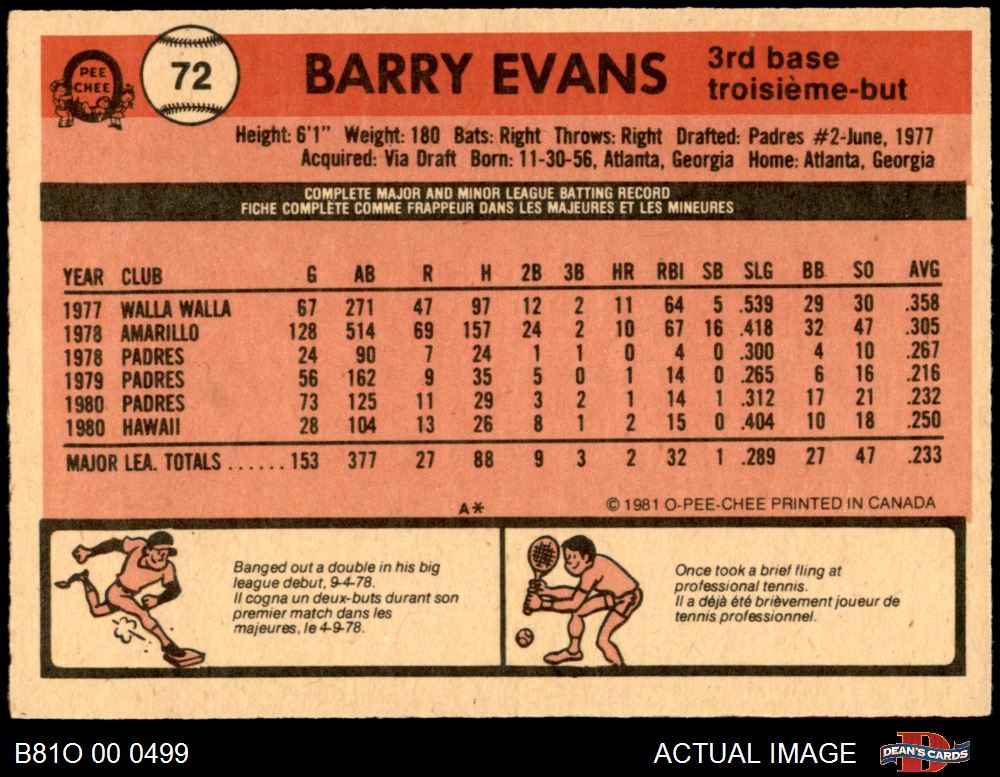 PEE
CHEE
72
BARRY EVANS
3rd base
troisième-but
Height: 6'1" Weight: 180 Bats: Right Throws: Right Drafted: Padres #2-June, 1977
Acquired: Via Draft Born: 11-30-56, Atlanta, Georgia Home: Atlanta, Georgia
COMPLETE MAJOR AND MINOR LEAGUE BATTING RECORD
FICHE COMPLÈTE COMME FRAPPEUR DANS LES MAJEURES ET LES MINEURES
YEAR CLUB G AB R H 2B 3B HR RBI SB SLG BB SO AVG
1977 WALLA WALLA 67 271 47 97 12 2 11 64 5 .539 29 30 .358
1978 AMARILLO 128 514 69 157 24 2 10 67 16 .418 32 47 .305
1978 PADRES 24 90 7 24 1 1 0 4 0 .300 4 10 .267
1979 PADRES 56 162 9 35 5 0 1 14 0 .265 6 16 .216
1980 PADRES 73 125 11 29 3 2 1 14 1 .312 17 21 .232
1980 HAWAII 28 104 13 26 8 1 2 15 0 .404 10 18 .250
MAJOR LEA. TOTALS ...... 153 377 27 88 9 3 2 32 1 .289 27 47 .233
A*
© 1981 O-PEE-CHEE PRINTED IN CANADA
Banged out a double in his big
league debut, 9-4-78.
Il cogna un deux-buts durant son
premier match dans les
majeures, le 4-9-78.
Once took a brief fling at
professional tennis.
Il a déjà été brièvement joueur de
tennis professionnel.
B81O 00 0499
ACTUAL IMAGE
DEAN'S CARDS